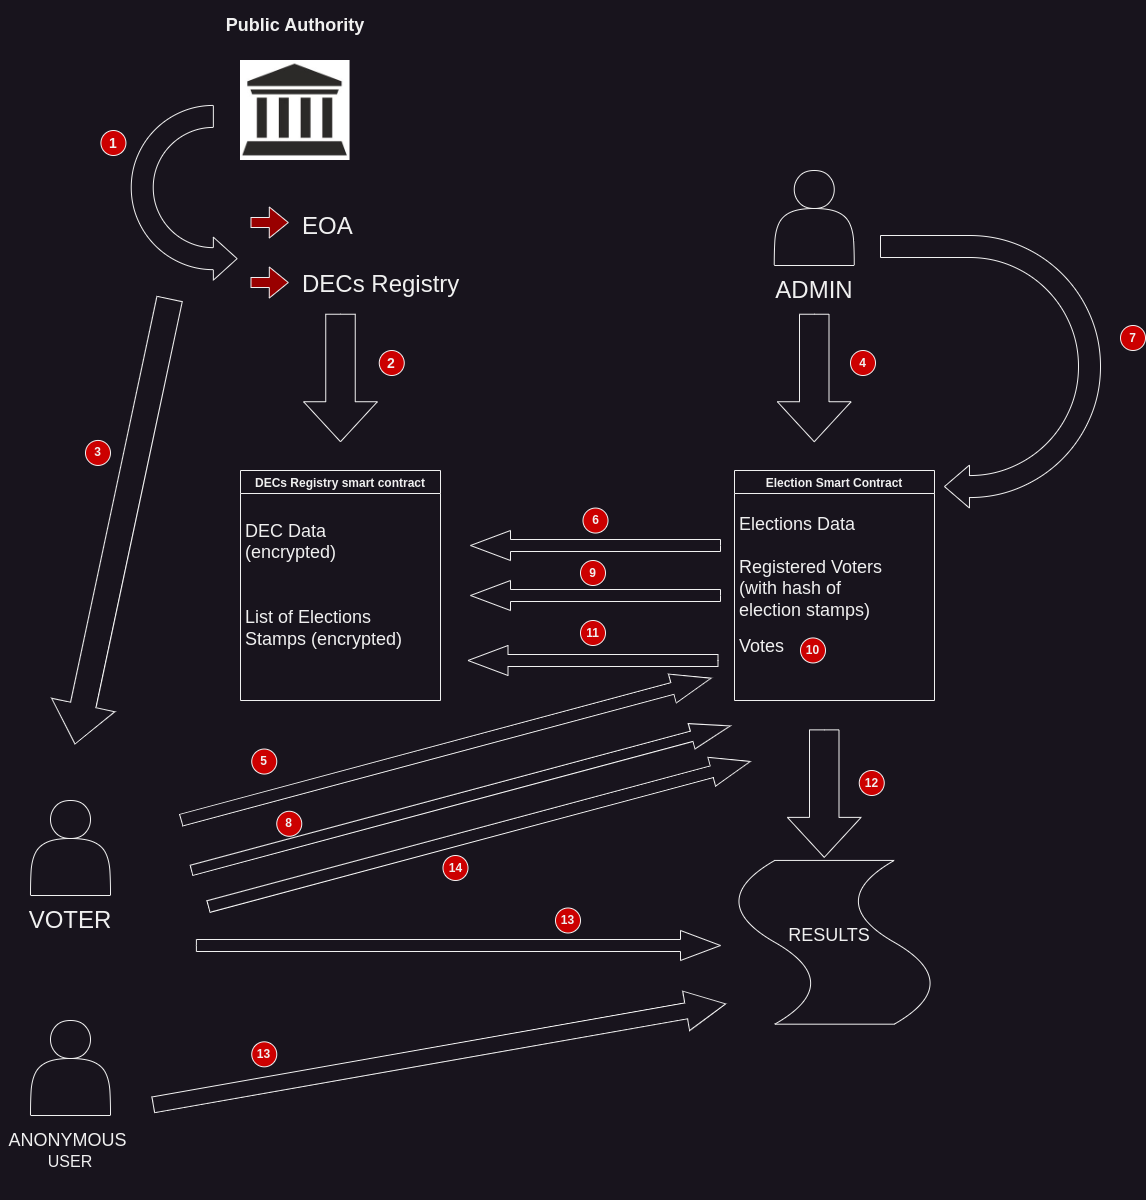 Public Authority
1
EOA
DECs Registry
ADMIN
7
2
4
3
DECs Registry smart contract
DEC Data
(encrypted)
List of Elections
Stamps (encrypted)
6
9
11
Election Smart Contract
Elections Data
Registered Voters
(with hash of
election stamps)
Votes 10
5
8
14
12
VOTER
13
RESULTS
13
ANONYMOUS
USER